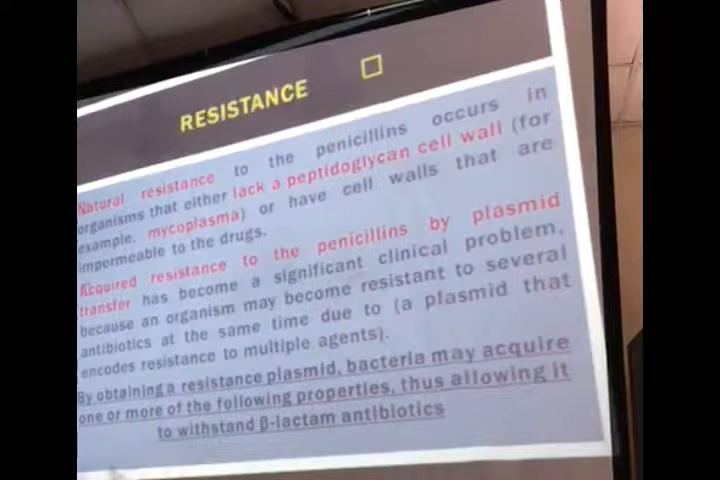 RESISTANCE
Natural resistance to the penicillins occurs in
organisms that either lack a peptidoglycan cell wall (for
example, mycoplasma) or have cell walls that are
impermeable to the drugs.
Acquired resistance to the penicillins by plasmid
transfer has become a significant clinical problem,
because an organism may become resistant to several
antibiotics at the same time due to (a plasmid that
encodes resistance to multiple agents).
By obtaining a resistance plasmid, bacteria may acquire
one or more of the following properties, thus allowing it
to withstand β-lactam antibiotics